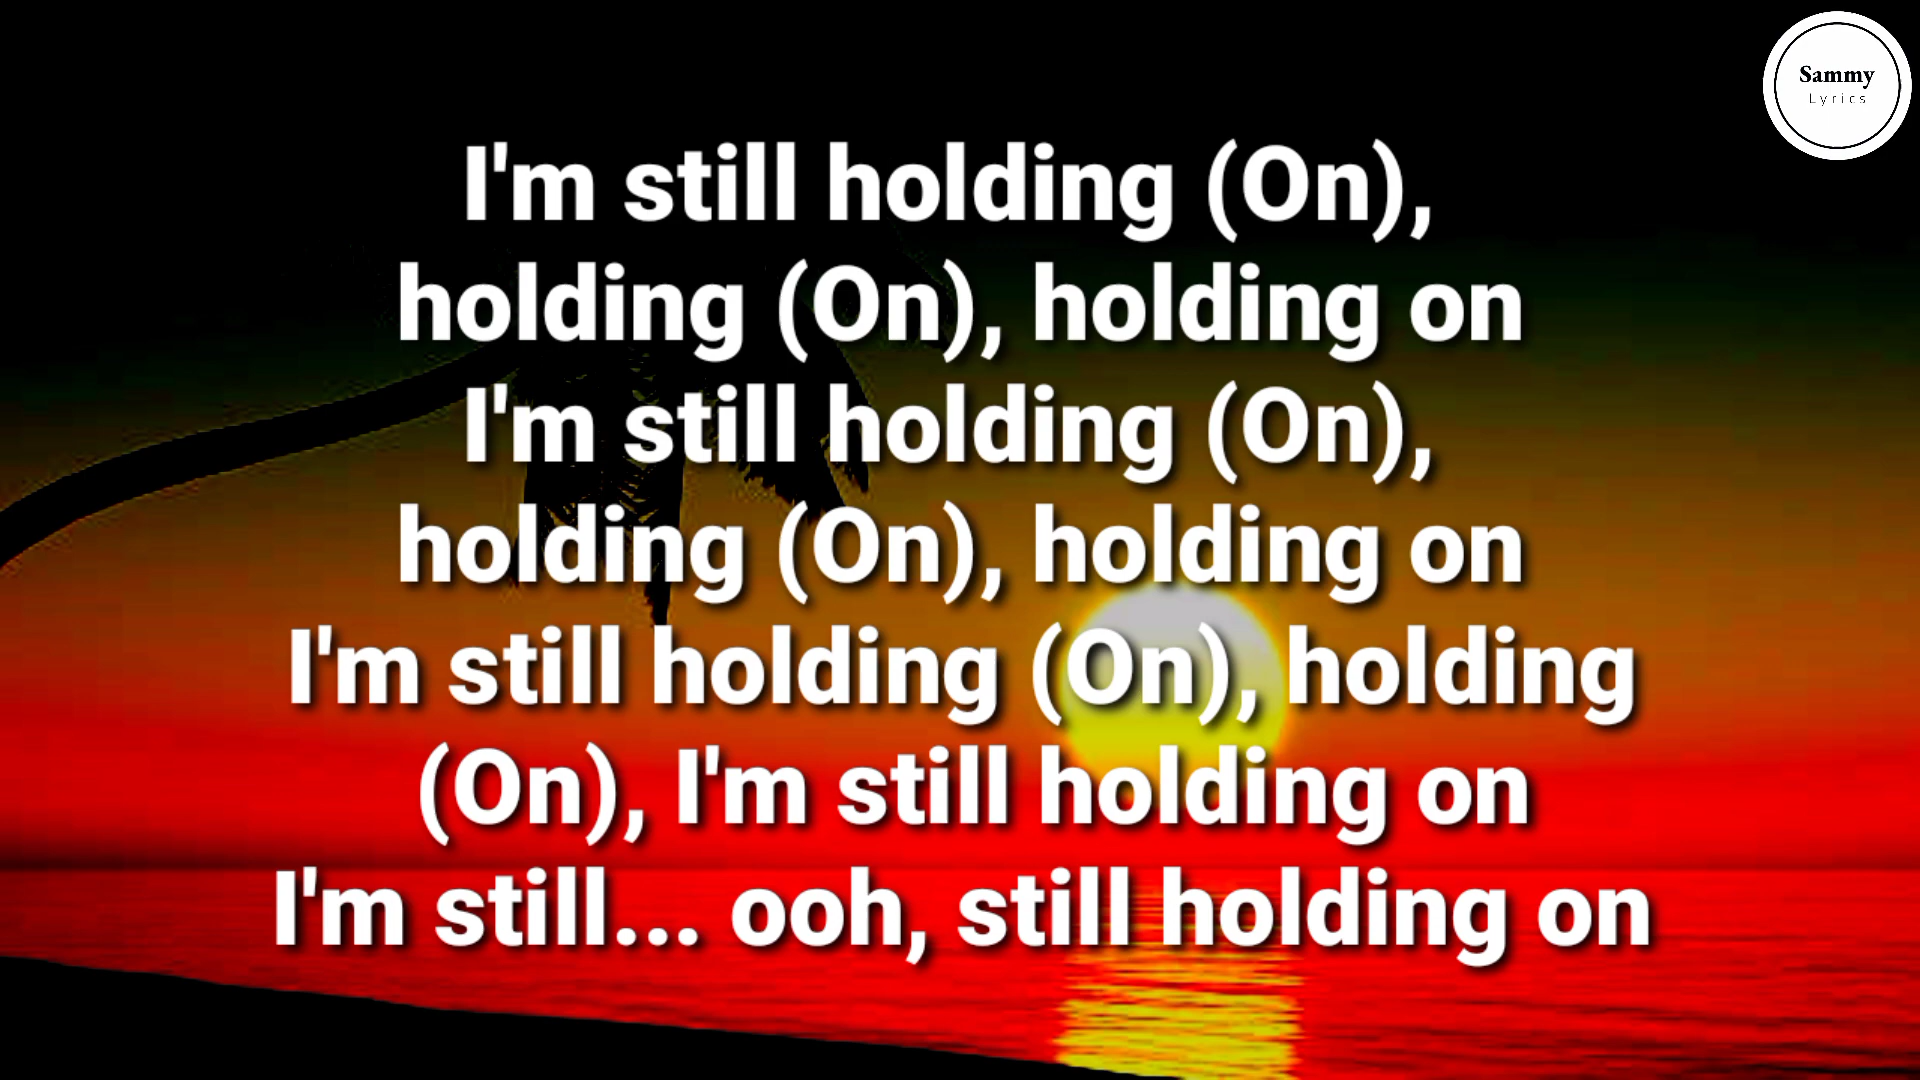 Sammy
Lyrics
I'm still holding (On),
holding (On), holding on
I'm still holding (On),
holding (On), holding on
I'm still holding (On), holding
(On), I'm still holding on
I'm still... ooh, still holding on